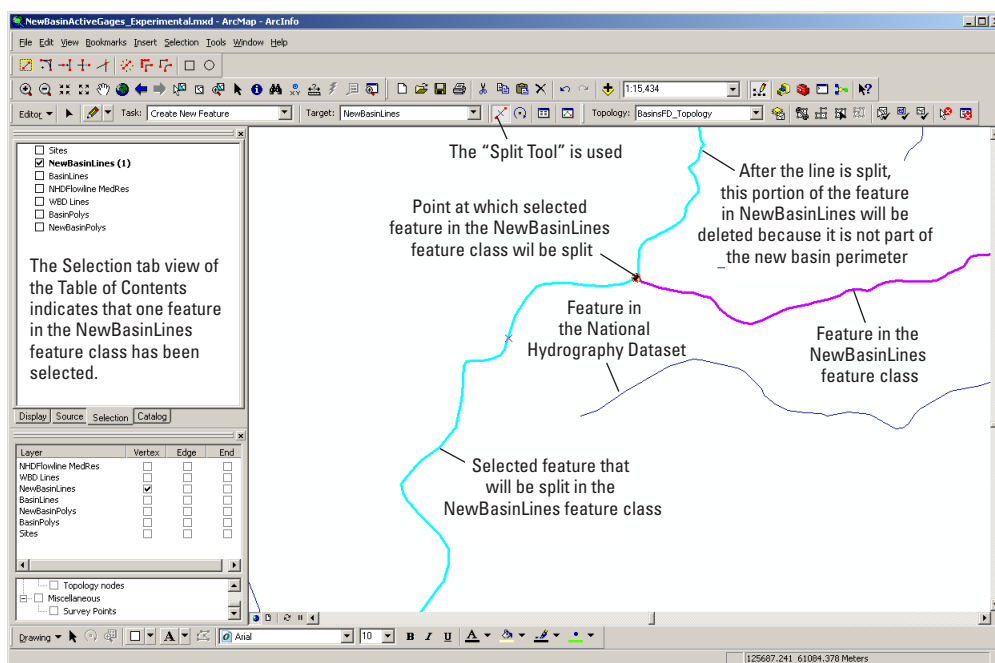 NewBasinActiveGages_Experimental.mxd - ArcMap - ArcInfo
File Edit View Bookmarks Insert Selection Tools Window Help
1:15,434
Editor Task: Create New Feature Target: NewBasinLines Topology: BasinsFD_Topology
Sites
NewBasinLines (1)
BasinLines
NHDFlowline MedRes
WBD Lines
BasinPolys
NewBasinPolys
The Selection tab view of
the Table of Contents
indicates that one feature
in the NewBasinLines
feature class has been
selected.
Display Source Selection Catalog
Layer Vertex Edge End
NHDFlowline MedRes
WBD Lines
NewBasinLines
BasinLines
NewBasinPolys
BasinPolys
Sites
Topology nodes
Miscellaneous
Survey Points
The “Split Tool” is used
Point at which selected
feature in the NewBasinLines
feature class wil be split
After the line is split,
this portion of the feature
in NewBasinLines will be
deleted because it is not part of
the new basin perimeter
Feature in
the National
Hydrography Dataset
Feature in the
NewBasinLines
feature class
Selected feature that
will be split in the
NewBasinLines feature class
Drawing A Arial 10 B I U A
125687.241 61084.378 Meters